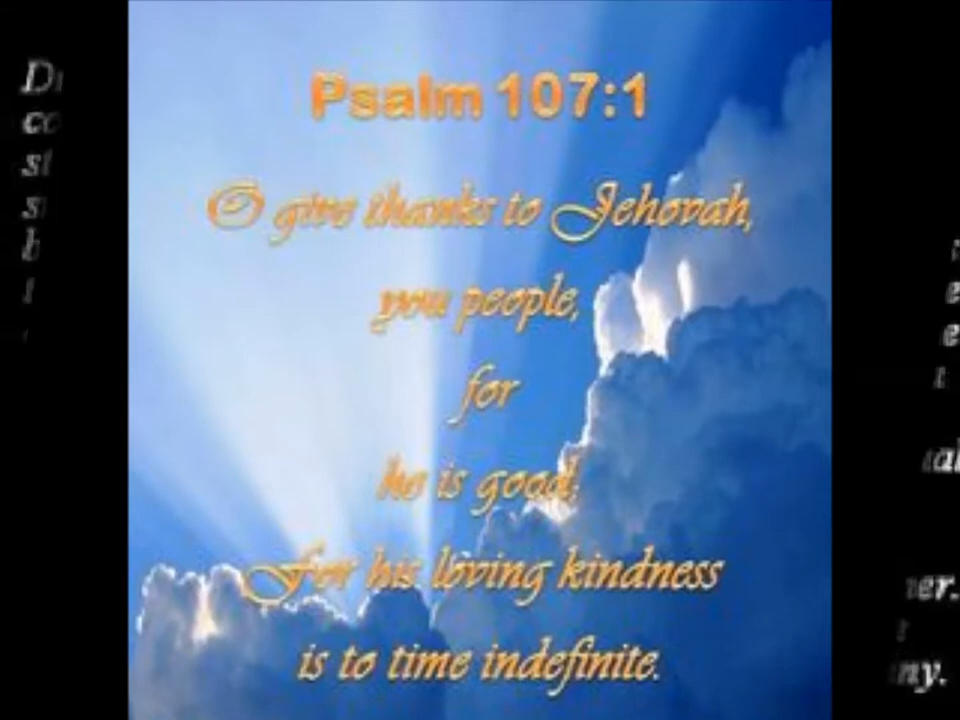 Psalm 107:1
O give thanks to Jehovah,
you people,
for
he is good;
For his loving kindness
is to time indefinite.